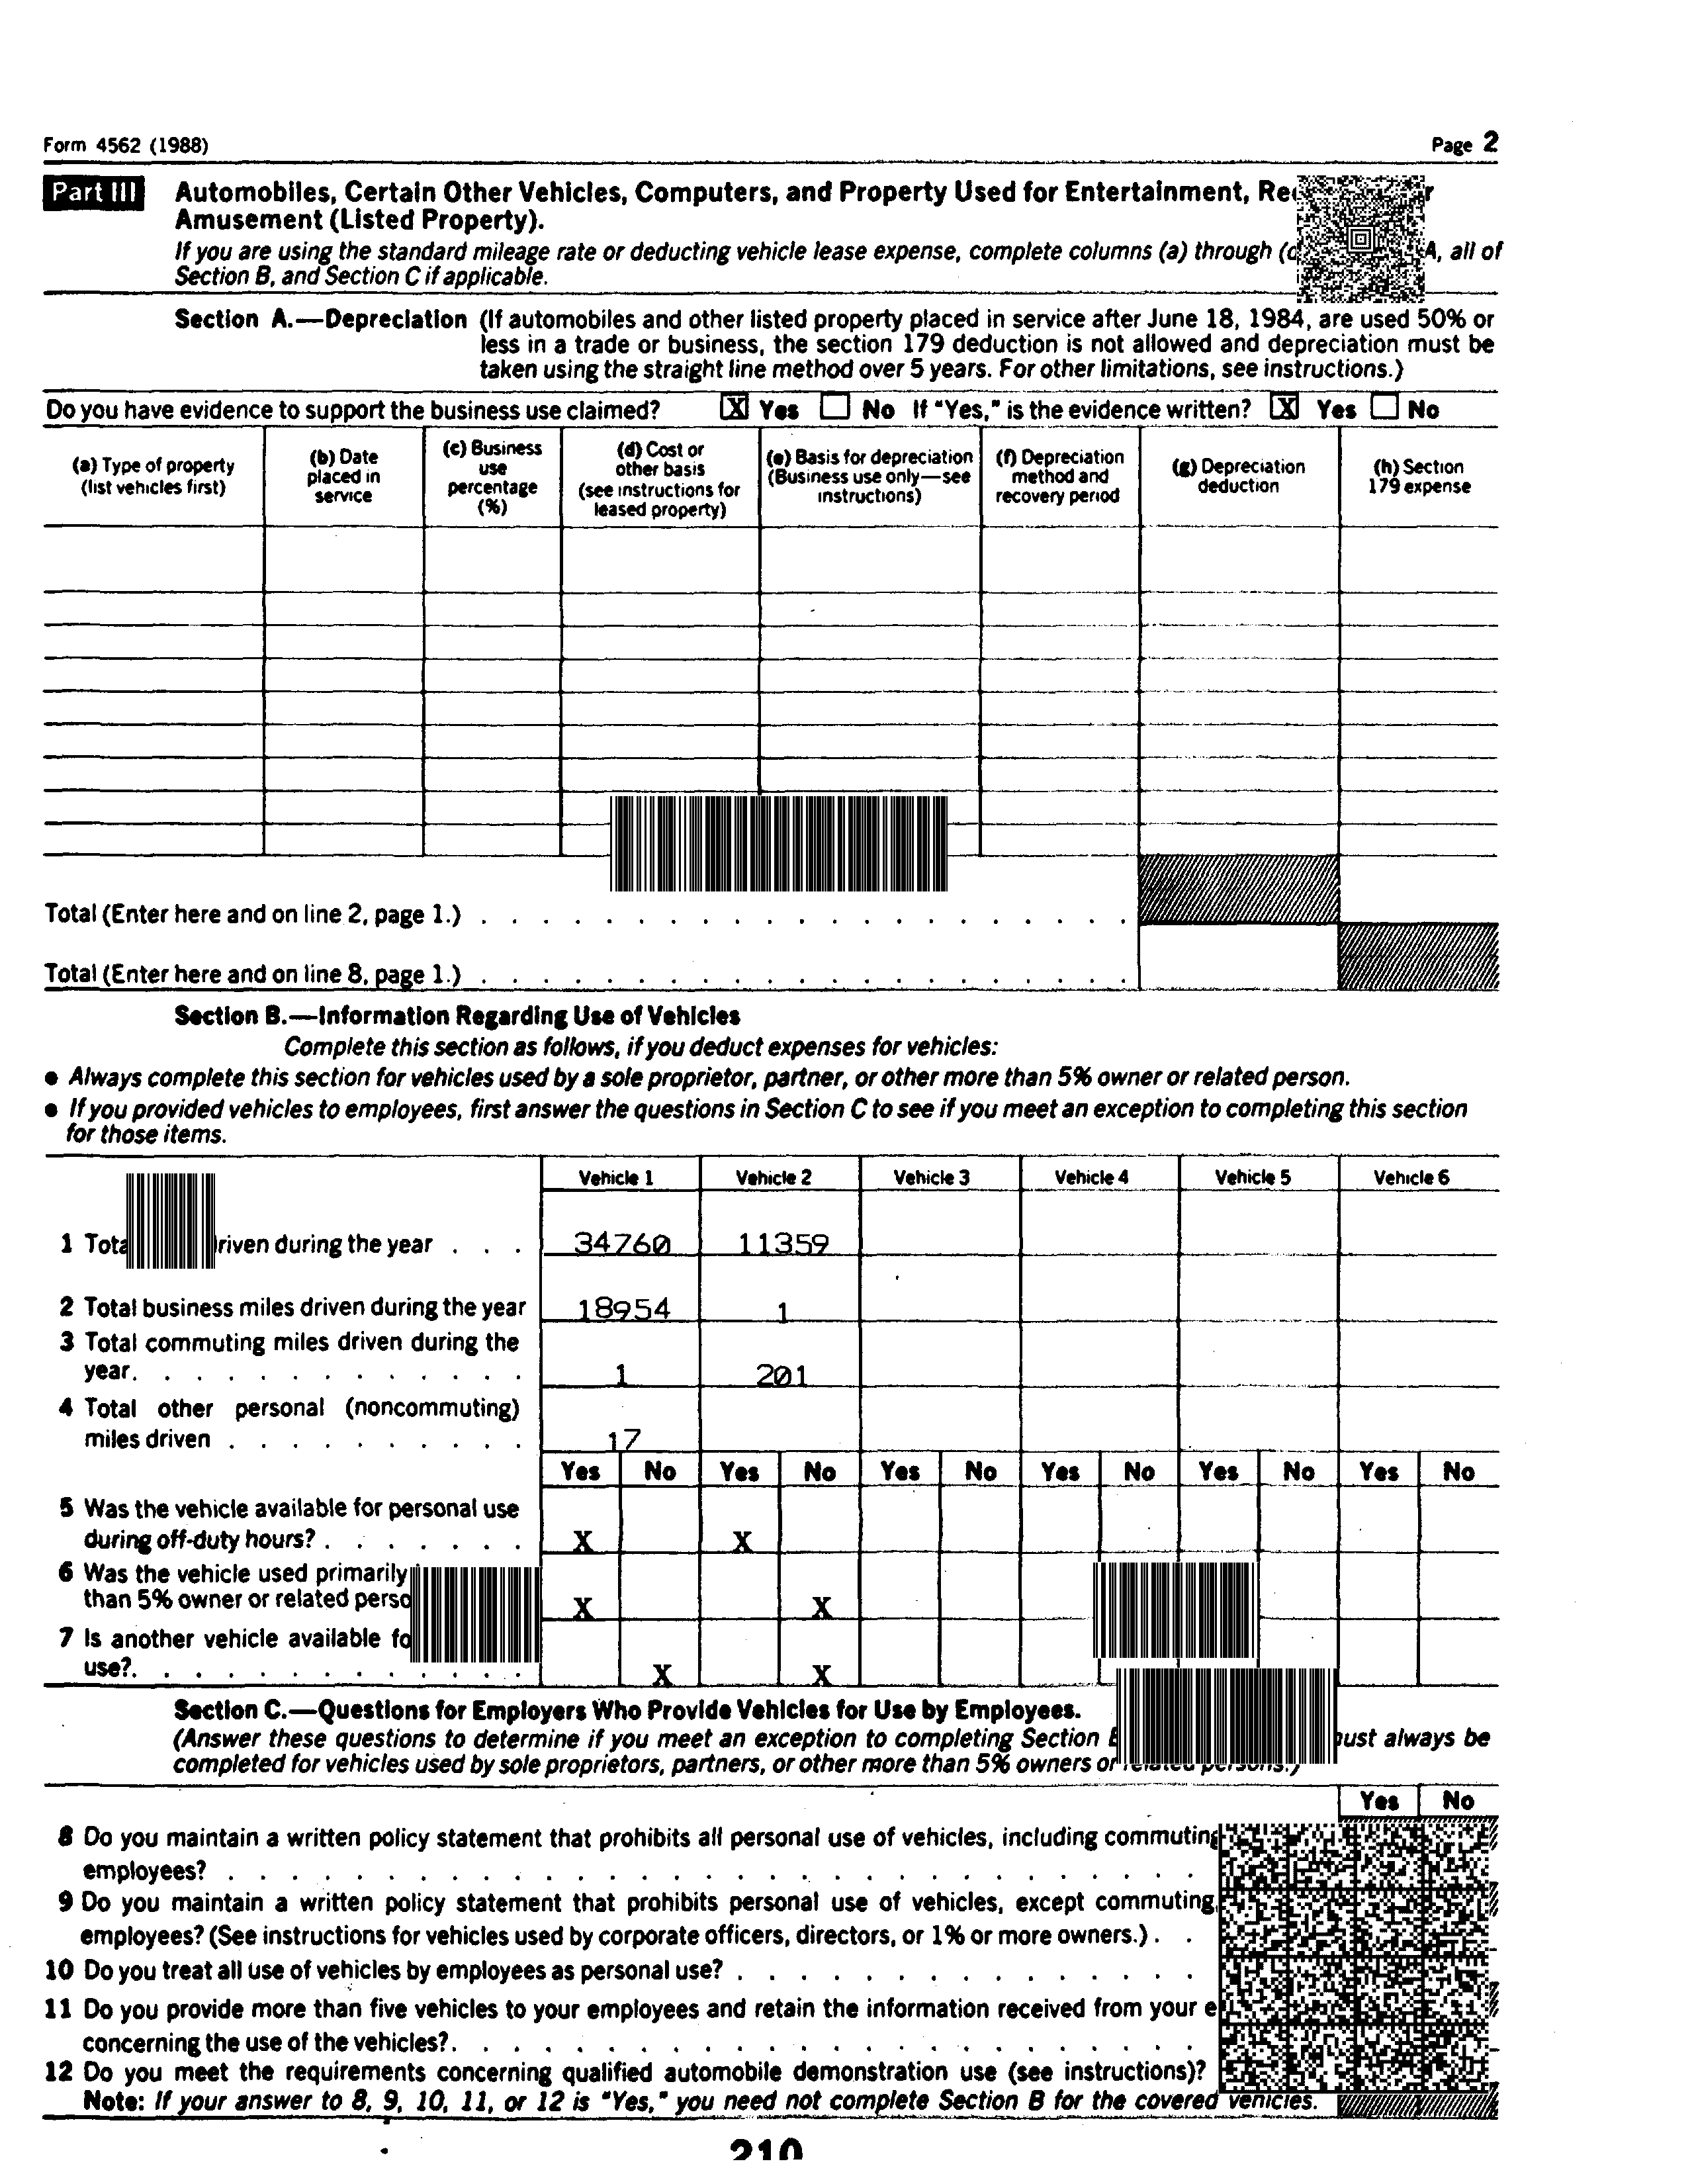 Form 4562 (1988) Page 2
Part III Automobiles, Certain Other Vehicles, Computers, and Property Used for Entertainment,
Amusement (Listed Property).
If you are using the standard mileage rate or deducting vehicle lease expense, complete columns (a) through A, all of
Section B, and Section C if applicable.
Section A.—Depreciation (If automobiles and other listed property placed in service after June 18, 1984, are used 50% or
less in a trade or business, the section 179 deduction is not allowed and depreciation must be
taken using the straight line method over 5 years. For other limitations, see instructions.)
Do you have evidence to support the business use claimed? X Yes No If "Yes," is the evidence written? X Yes No
(a) Type of property
(list vehicles first)
(b) Date
placed in
service
(c) Business
use
percentage
(%)
(d) Cost or
other basis
(see instructions for
leased property)
(e) Basis for depreciation
(Business use only—see
instructions)
(f) Depreciation
method and
recovery period
(g) Depreciation
deduction
(h) Section
179 expense
Total (Enter here and on line 2, page 1.) . . . . . . . . . . . . . . . . . . . . .
Total (Enter here and on line 8, page 1.) . . . . . . . . . . . . . . . . . . . . .
Section B.—Information Regarding Use of Vehicles
Complete this section as follows, if you deduct expenses for vehicles:
● Always complete this section for vehicles used by a sole proprietor, partner, or other more than 5% owner or related person.
● If you provided vehicles to employees, first answer the questions in Section C to see if you meet an exception to completing this section
for those items.
Vehicle 1 Vehicle 2 Vehicle 3 Vehicle 4 Vehicle 5 Vehicle 6
1 during the year . . . 34760 11359
2 Total business miles driven during the year 18954 1
3 Total commuting miles driven during the
year. . . . . . . . . . . . . 1 201
4 Total other personal (noncommuting)
miles driven . . . . . . . . . . 17
Yes No Yes No Yes No Yes No Yes No Yes No
5 Was the vehicle available for personal use
during off-duty hours? . . . . . . . X X
6 Was the vehicle used primarily
than 5% owner or related X X
7 Is another vehicle available
use?. . . . . . . . . . . . . X X
Section C.—Questions for Employers Who Provide Vehicles for Use by Employees.
(Answer these questions to determine if you meet an exception to completing Section always be
completed for vehicles used by sole proprietors, partners, or other more than 5% owners or related persons.)
Yes No
8 Do you maintain a written policy statement that prohibits all personal use of vehicles, including commuting
employees? . . . . . . . . . . . . . . . . . . . . . . . . . . . . . . .
9 Do you maintain a written policy statement that prohibits personal use of vehicles, except commuting,
employees? (See instructions for vehicles used by corporate officers, directors, or 1% or more owners.) . .
10 Do you treat all use of vehicles by employees as personal use? . . . . . . . . . . . . . . .
11 Do you provide more than five vehicles to your employees and retain the information received from your
concerning the use of the vehicles?. . . . . . . . . . . . . . . . . . . . . . . .
12 Do you meet the requirements concerning qualified automobile demonstration use (see instructions)?
Note: If your answer to 8, 9, 10, 11, or 12 is "Yes," you need not complete Section B for the covered vehicles.
210